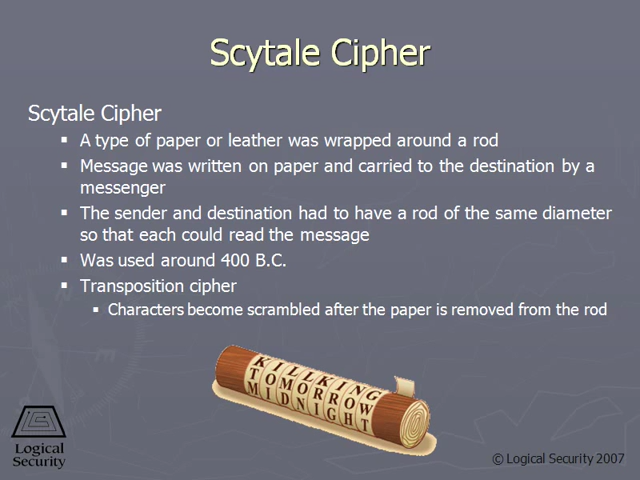 Scytale Cipher
Scytale Cipher
A type of paper or leather was wrapped around a rod
Message was written on paper and carried to the destination by a
messenger
The sender and destination had to have a rod of the same diameter
so that each could read the message
Was used around 400 B.C.
Transposition cipher
Characters become scrambled after the paper is removed from the rod
KILLKING
TOMORROW
MIDNIGHT
Logical
Security
© Logical Security 2007